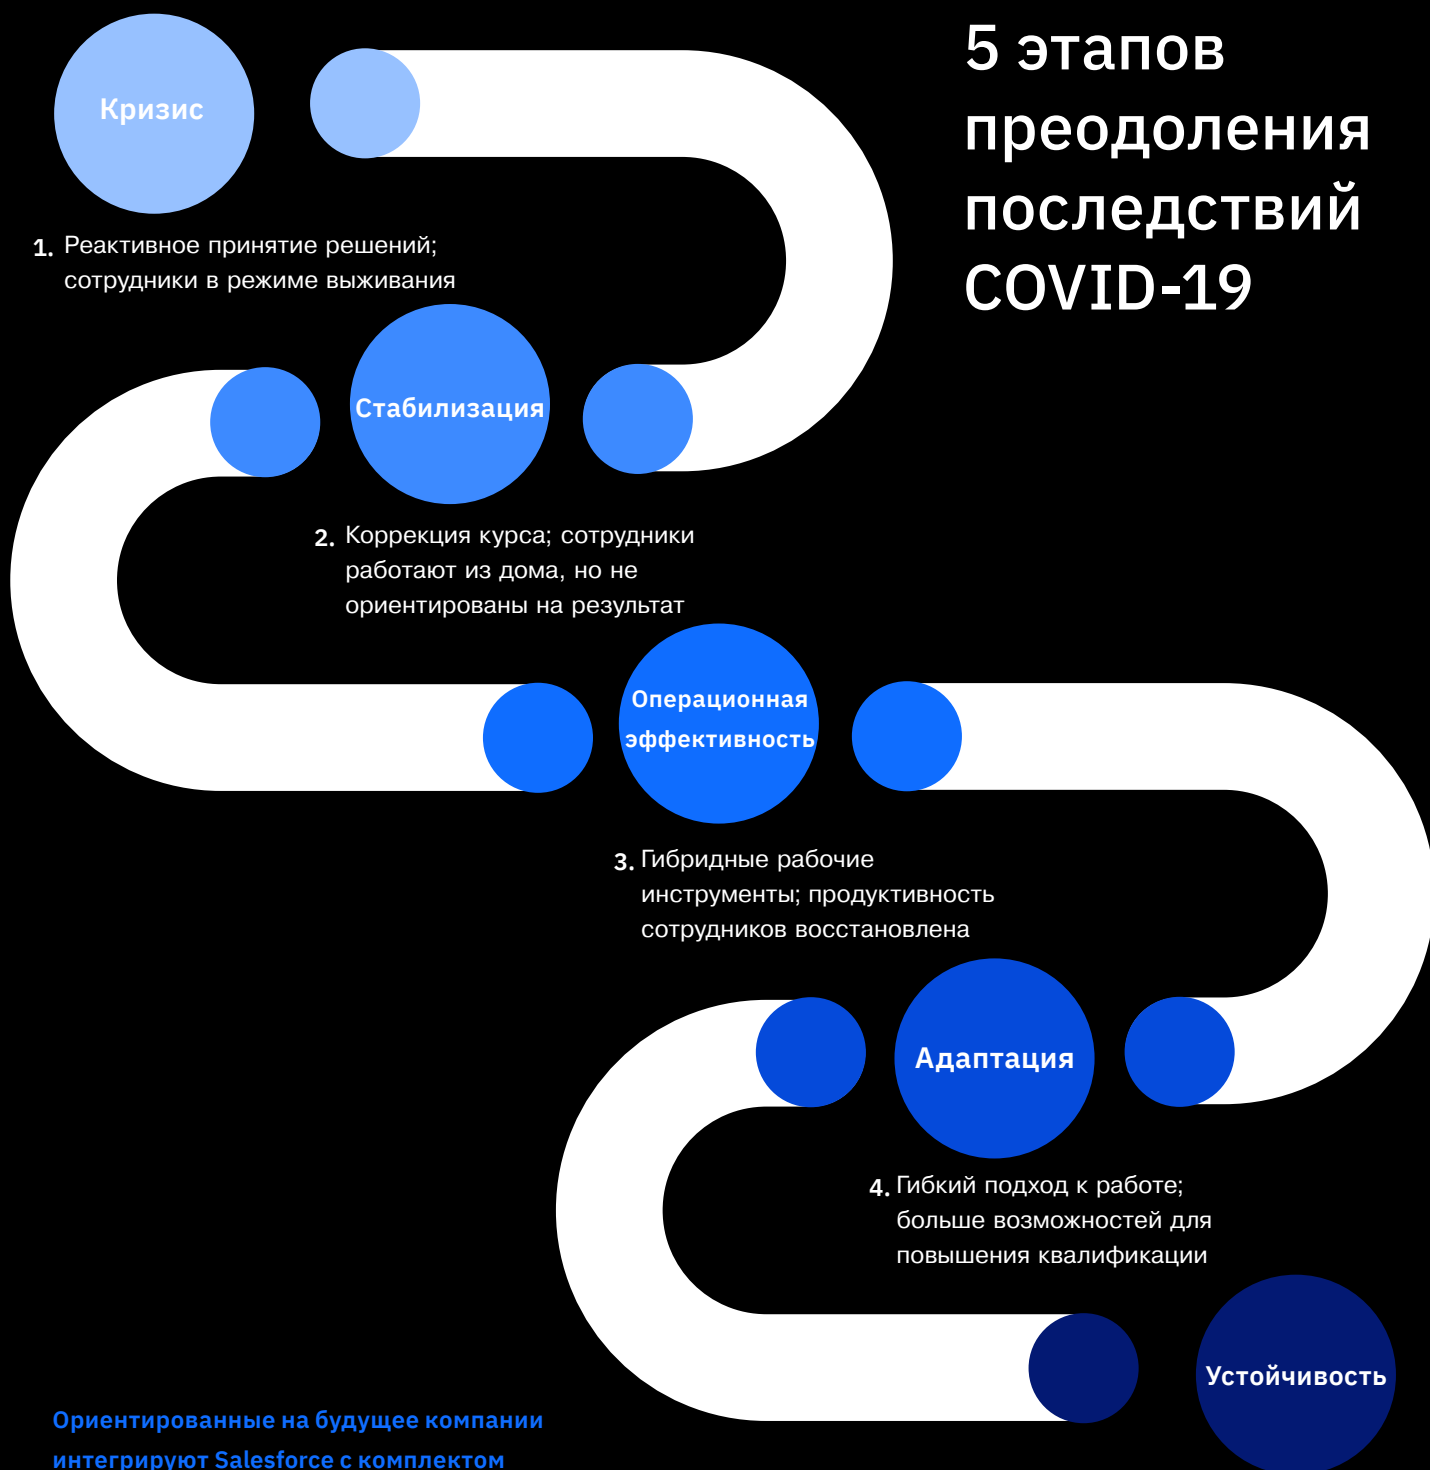 5 этапов
преодоления
последствий
COVID-19
Кризис
1. Реактивное принятие решений;
сотрудники в режиме выживания
Стабилизация
2. Коррекция курса; сотрудники
работают из дома, но не
ориентированы на результат
Операционная
эффективность
3. Гибридные рабочие
инструменты; продуктивность
сотрудников восстановлена
Адаптация
4. Гибкий подход к работе;
больше возможностей для
повышения квалификации
Устойчивость
Ориентированные на будущее компании
интегрируют Salesforce с комплектом